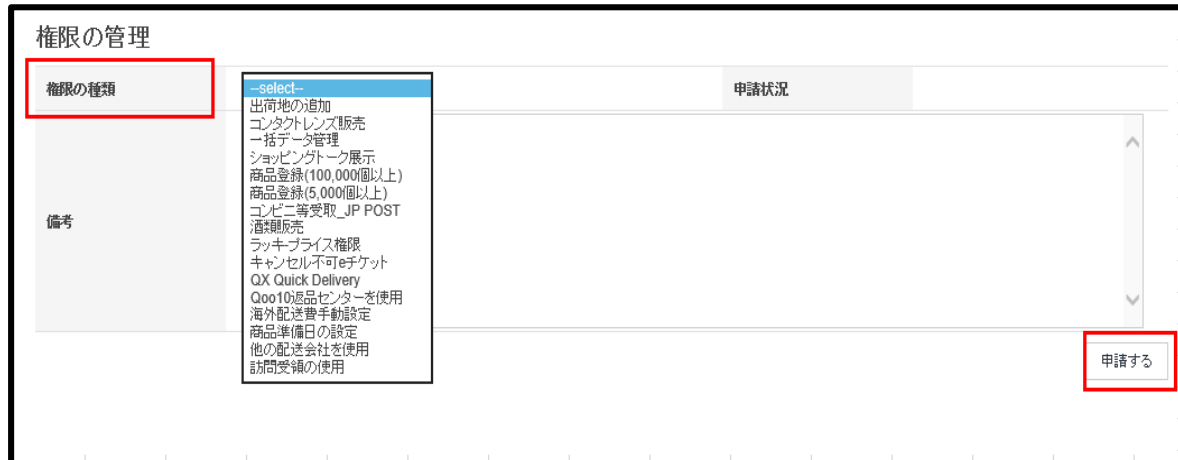 権限の管理
権限の種類
--select--
申請状況
出荷地の追加
コンタクトレンズ販売
一括データ管理
ショッピングトーク展示
商品登録(100,000個以上)
商品登録(5,000個以上)
コンビニ等受取_JP POST
酒類販売
ラッキープライス権限
キャンセル不可eチケット
QX Quick Delivery
Qoo10返品センターを使用
海外配送費手動設定
商品準備日の設定
他の配送会社を使用
訪問受領の使用
備考
申請する